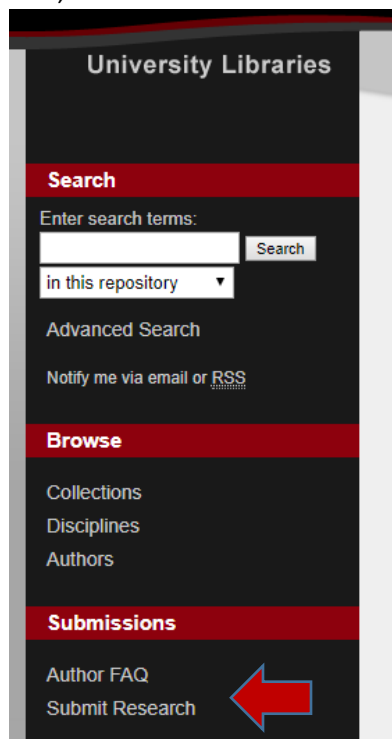 University Libraries
Search
Enter search terms:
Search
in this repository
Advanced Search
Notify me via email or RSS
Browse
Collections
Disciplines
Authors
Submissions
Author FAQ
Submit Research